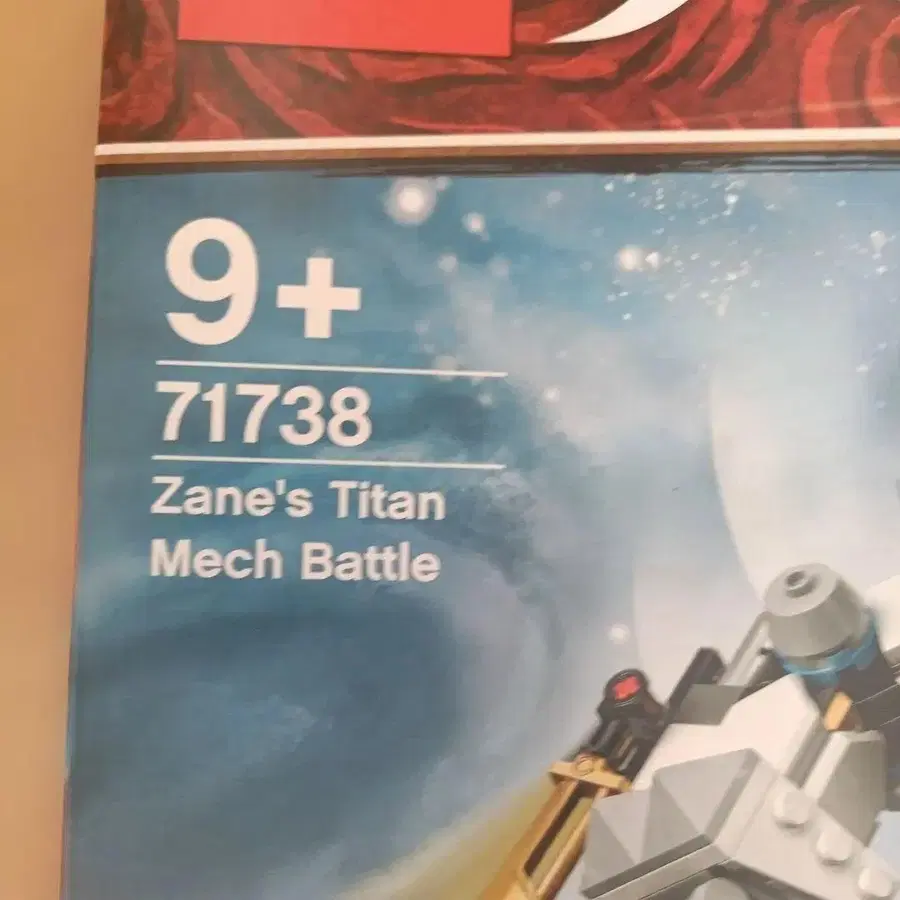 9+
71738
Zane's Titan
Mech Battle